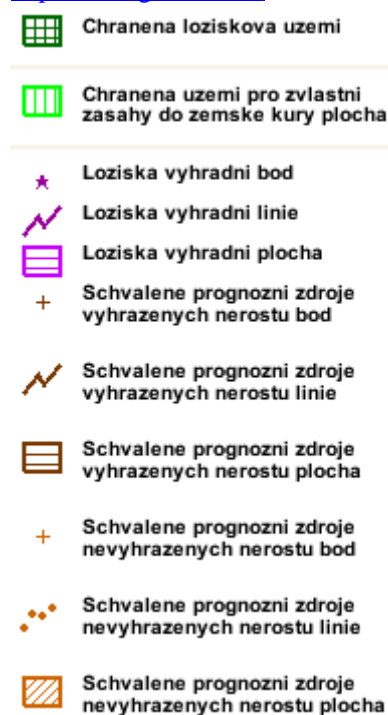 Chranena loziskova uzemi
Chranena uzemi pro zvlastni
zasahy do zemske kury plocha
Loziska vyhradni bod
Loziska vyhradni linie
Loziska vyhradni plocha
Schvalene prognozni zdroje
vyhrazenych nerostu bod
Schvalene prognozni zdroje
vyhrazenych nerostu linie
Schvalene prognozni zdroje
vyhrazenych nerostu plocha
Schvalene prognozni zdroje
nevyhrazenych nerostu bod
Schvalene prognozni zdroje
nevyhrazenych nerostu linie
Schvalene prognozni zdroje
nevyhrazenych nerostu plocha